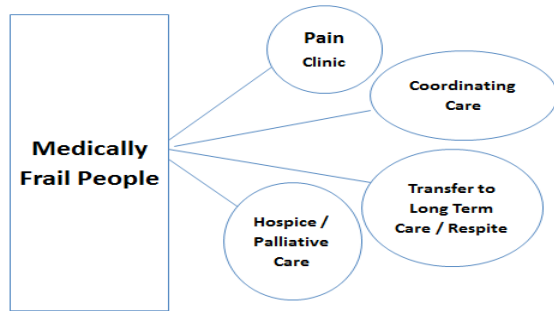 Medically
Frail People
Pain
Clinic
Coordinating
Care
Transfer to
Long Term
Care / Respite
Hospice /
Palliative
Care